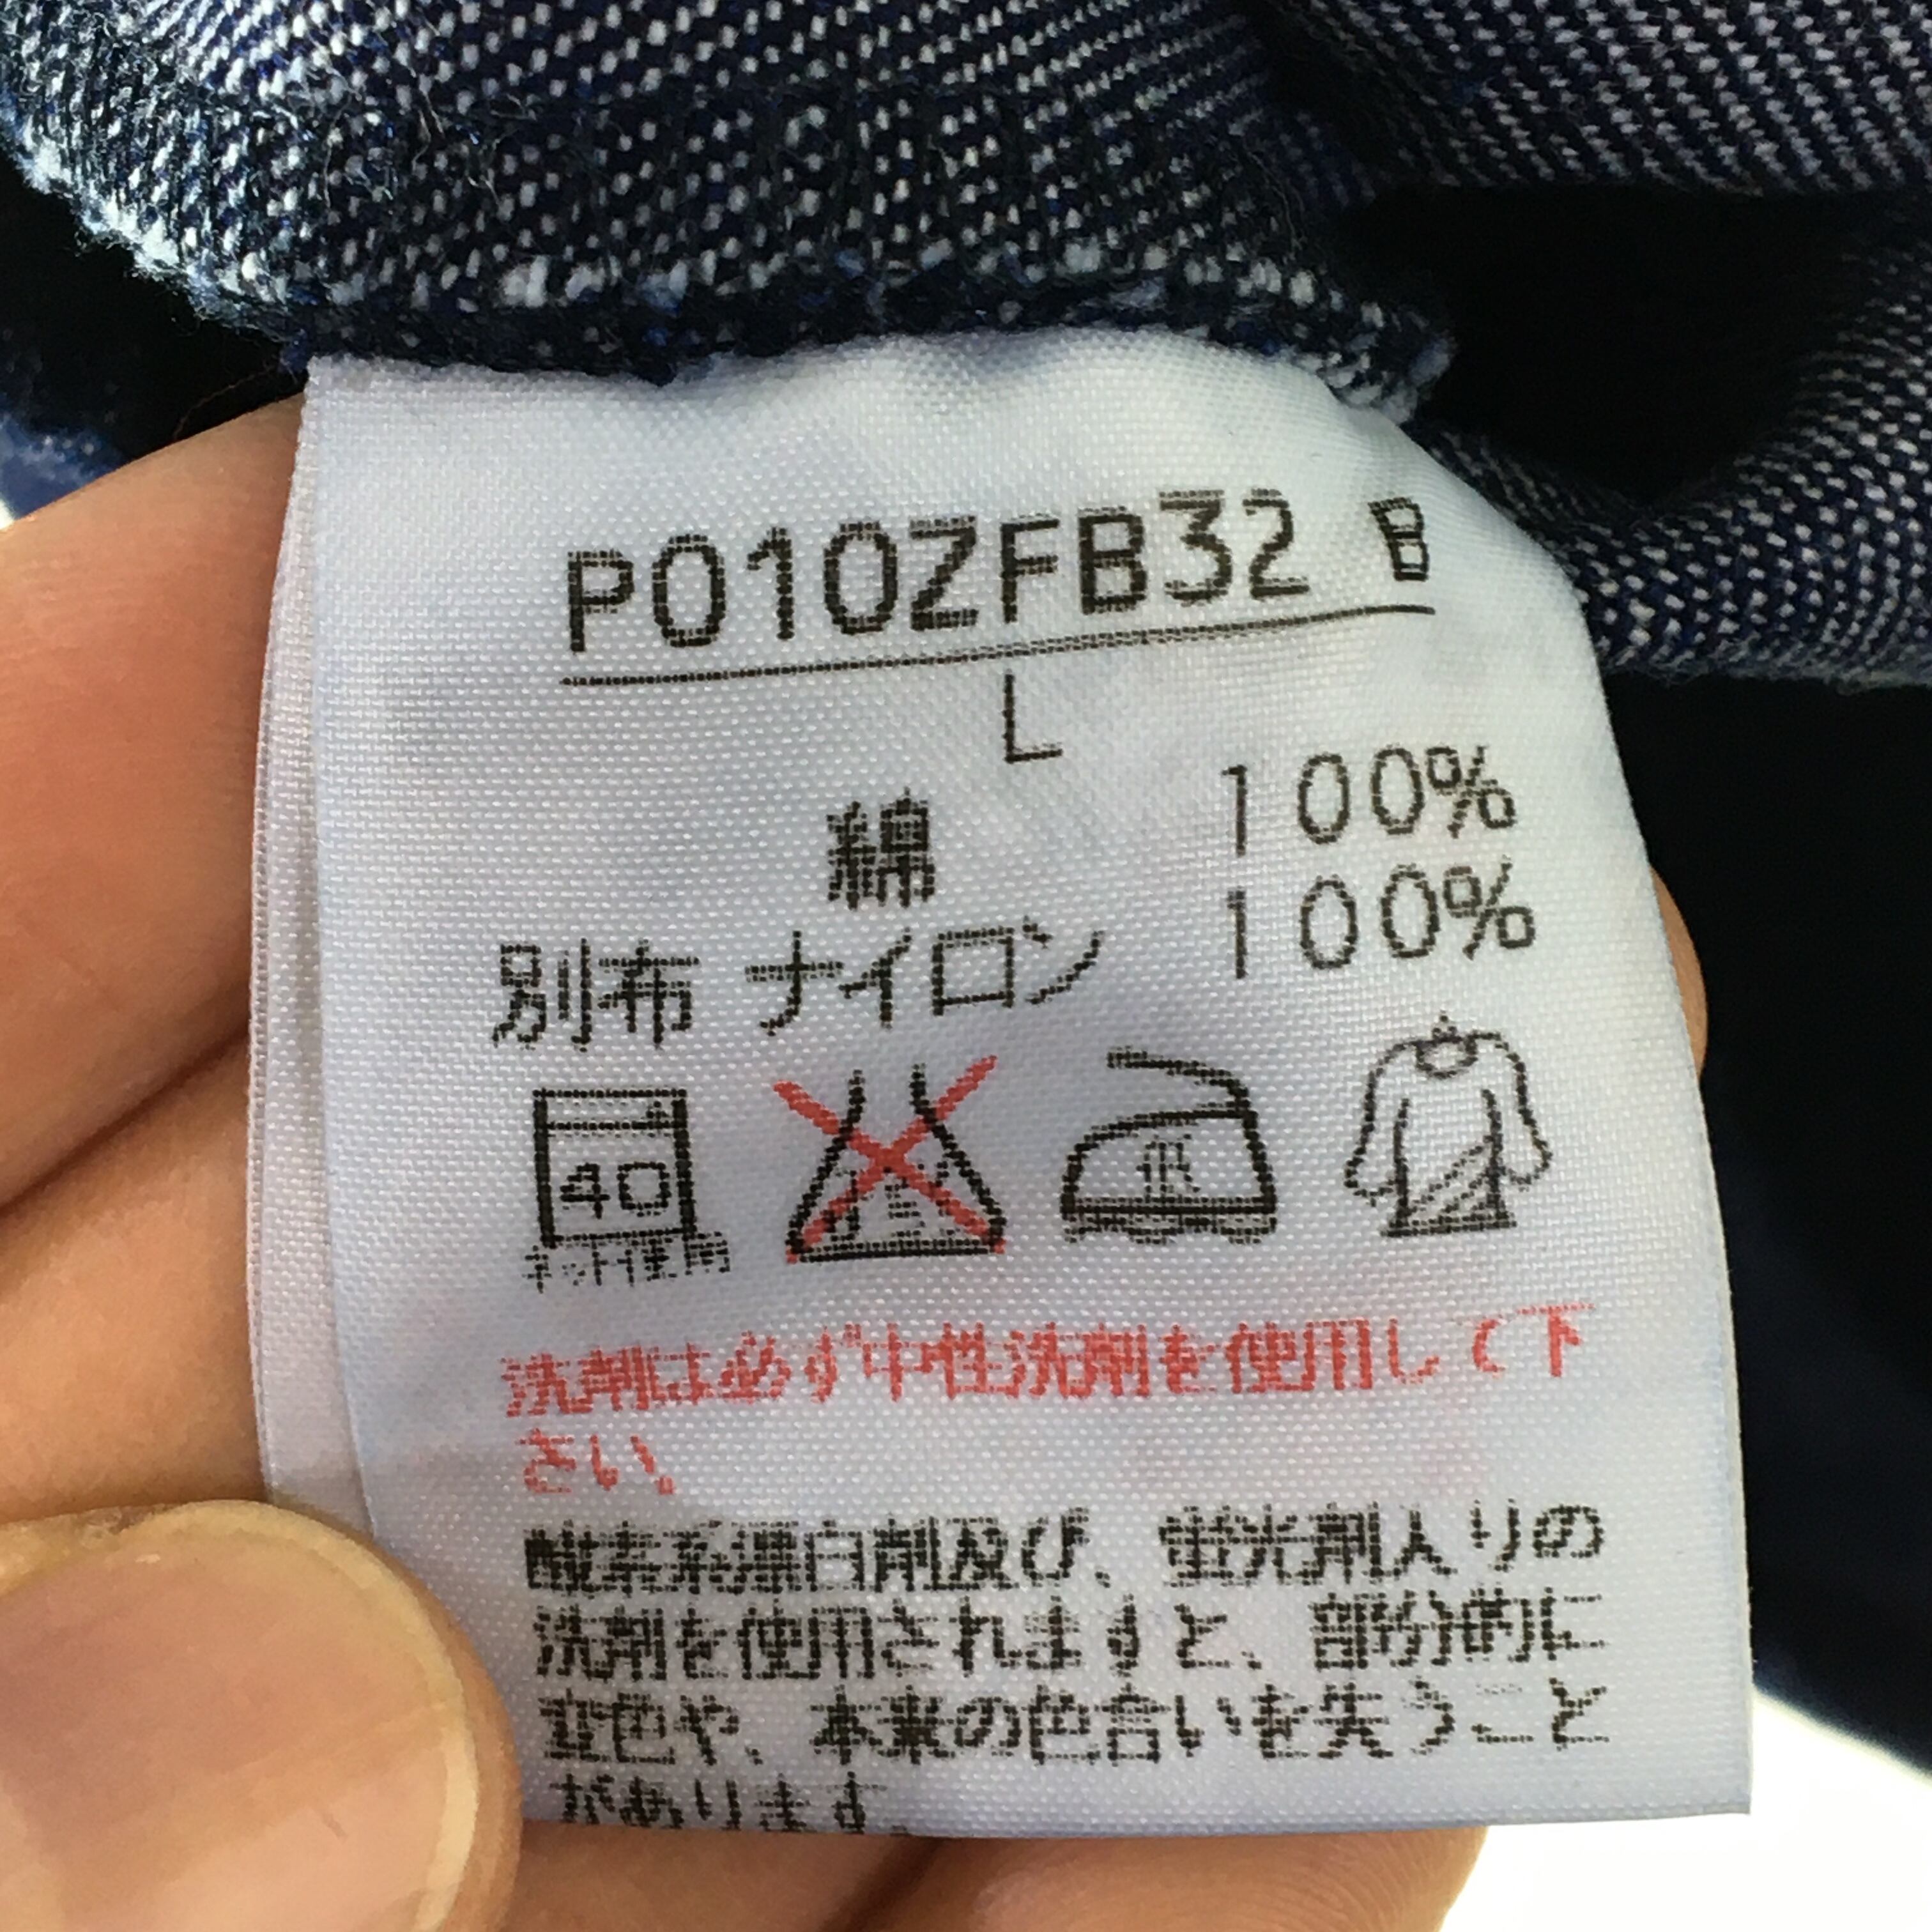 P010ZFB32 B
L
綿 100%
別布 ナイロン 100%
40
ネット使用
低
洗剤は必ず中性洗剤を使用して下
さい。
酸素系漂白剤及び、蛍光剤入りの
洗剤を使用されますと、部分的に
変色や、本来の色合いを失うこと
があります。